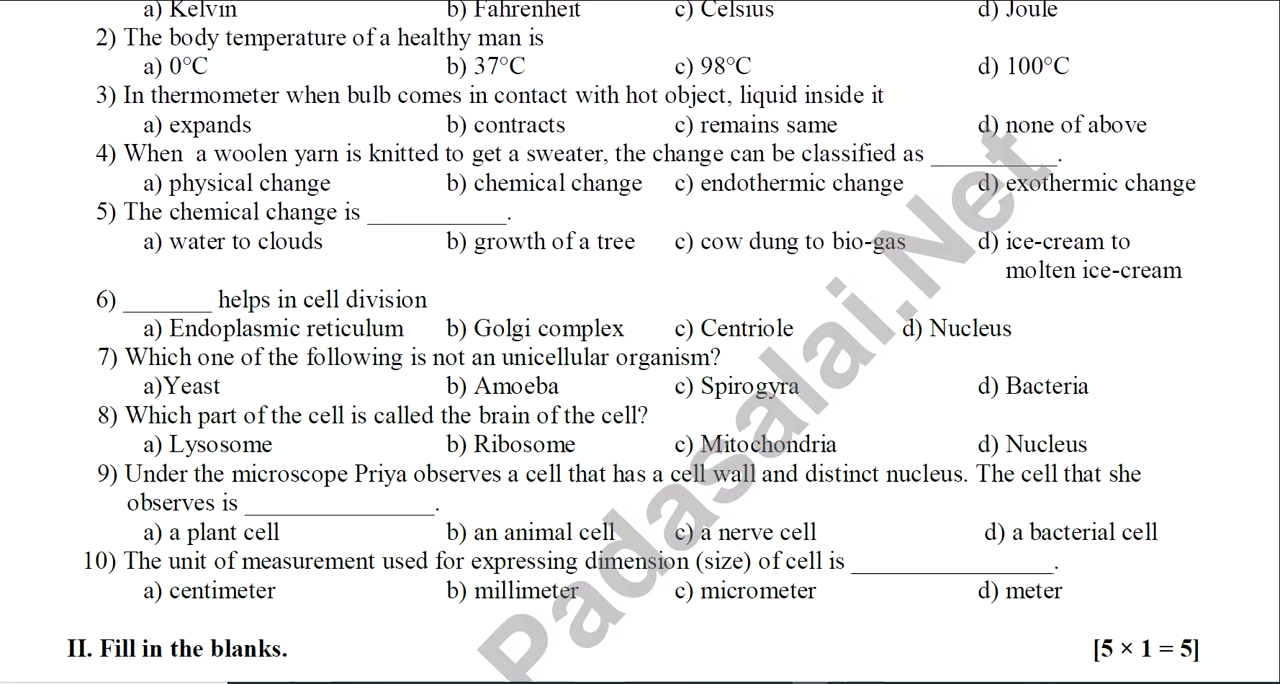 a) Kelvin b) Fahrenheit c) Celsius d) Joule
2) The body temperature of a healthy man is
a) 0°C b) 37°C c) 98°C d) 100°C
3) In thermometer when bulb comes in contact with hot object, liquid inside it
a) expands b) contracts c) remains same d) none of above
4) When a woolen yarn is knitted to get a sweater, the change can be classified as __________.
a) physical change b) chemical change c) endothermic change d) exothermic change
5) The chemical change is ___________.
a) water to clouds b) growth of a tree c) cow dung to bio-gas d) ice-cream to
molten ice-cream
6) _______ helps in cell division
a) Endoplasmic reticulum b) Golgi complex c) Centriole d) Nucleus
7) Which one of the following is not an unicellular organism?
a)Yeast b) Amoeba c) Spirogyra d) Bacteria
8) Which part of the cell is called the brain of the cell?
a) Lysosome b) Ribosome c) Mitochondria d) Nucleus
9) Under the microscope Priya observes a cell that has a cell wall and distinct nucleus. The cell that she
observes is _______________.
a) a plant cell b) an animal cell c) a nerve cell d) a bacterial cell
10) The unit of measurement used for expressing dimension (size) of cell is ________________.
a) centimeter b) millimeter c) micrometer d) meter
II. Fill in the blanks. [5 × 1 = 5]
Padasalai.Net